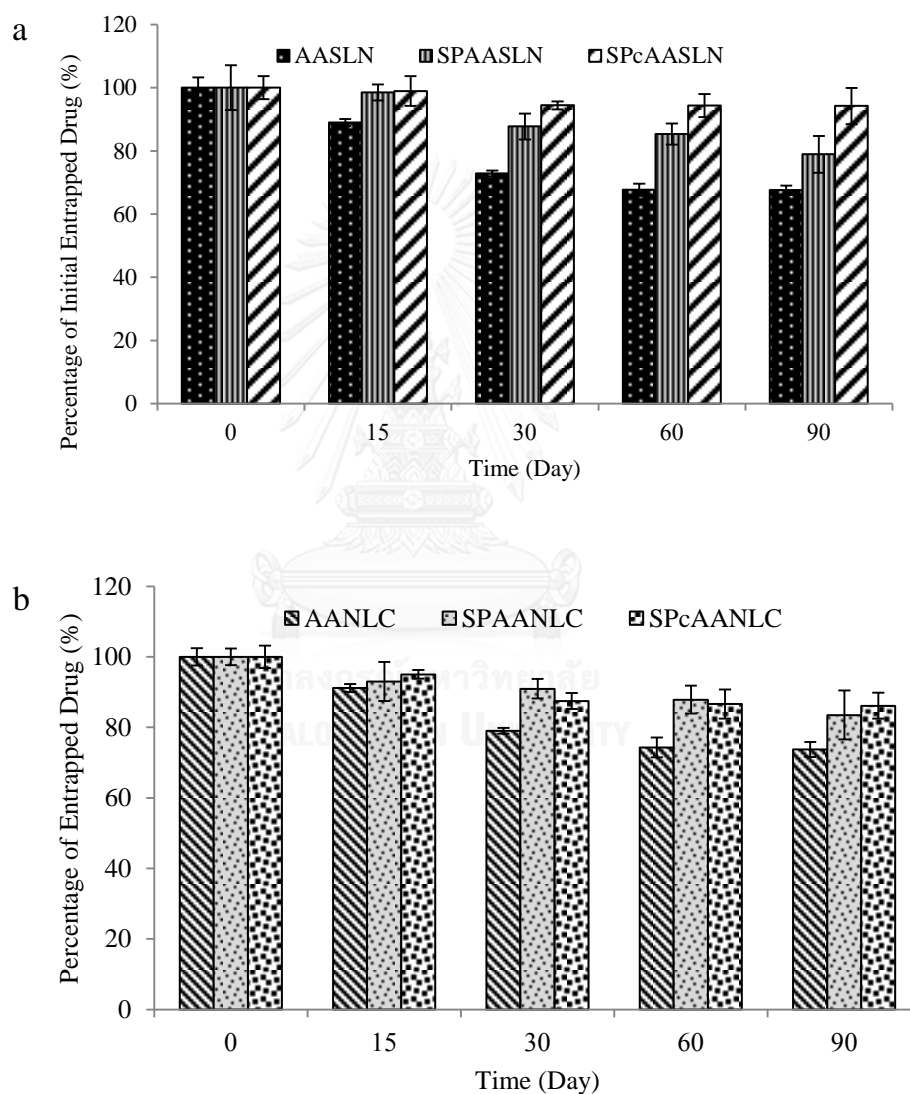 a
120
100
80
60
40
20
0
Percentage of Initial Entrapped Drug (%)
AASLN SPAASLN SPcAASLN
0 15 30 60 90
Time (Day)
b
120
100
80
60
40
20
0
Percentage of Entrapped Drug (%)
AANLC SPAANLC SPcAANLC
0 15 30 60 90
Time (Day)